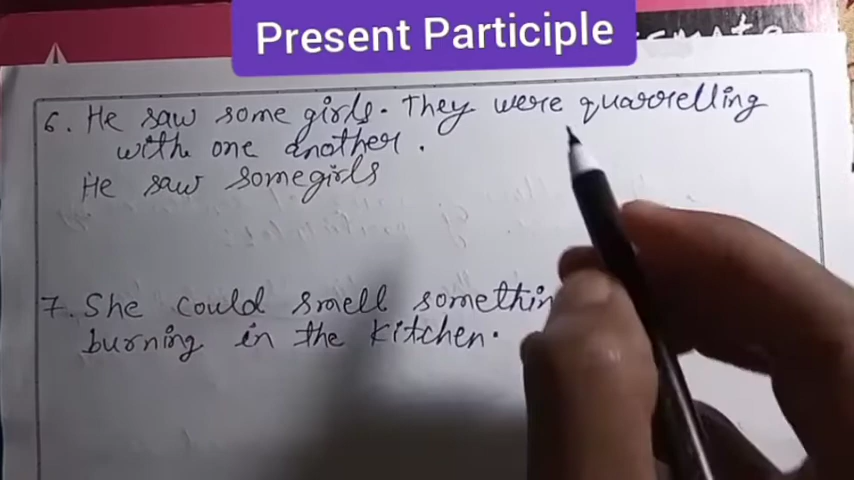 Present Participle
6. He saw some girls. They were quarrelling
with one another.
He saw somegirls
7. She could smell
burning in the kitchen.